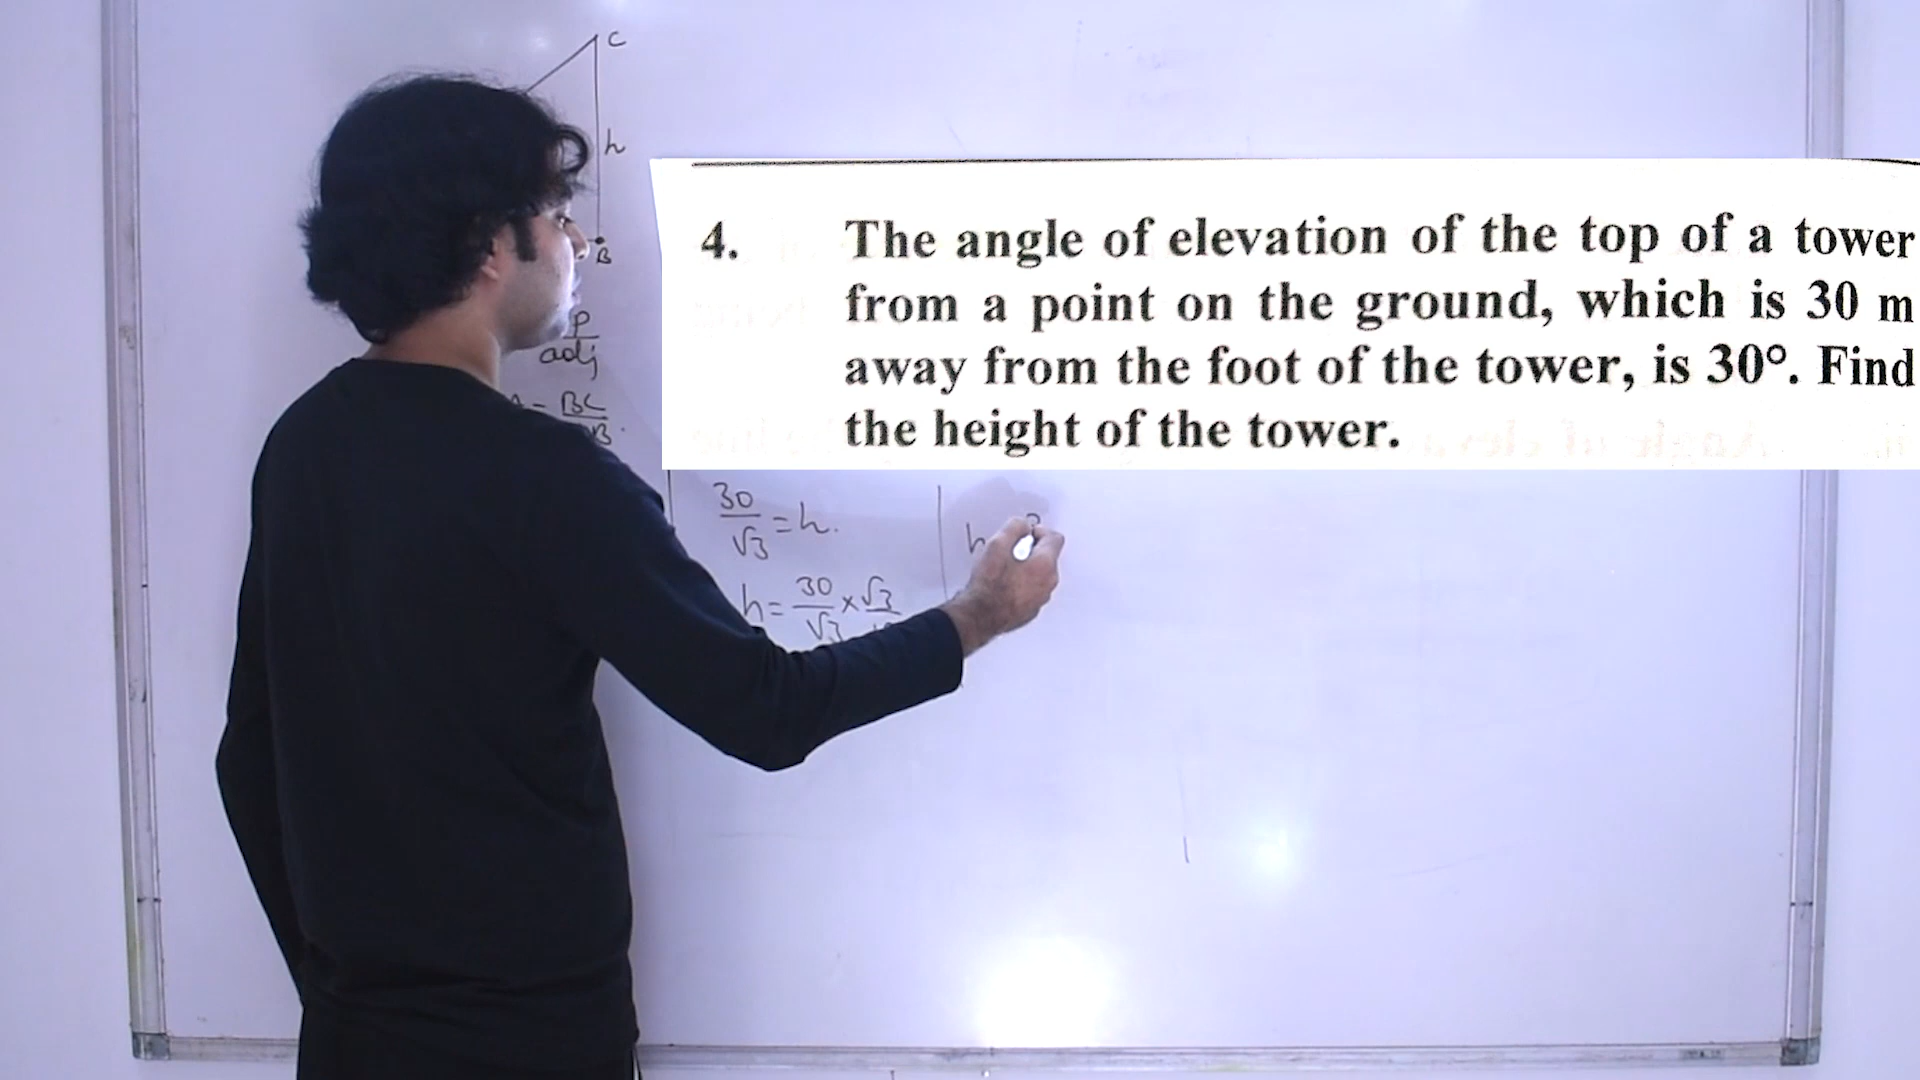 C
h
B
P
adj
BC
B.
4. The angle of elevation of the top of a tower
from a point on the ground, which is 30 m
away from the foot of the tower, is 30°. Find
the height of the tower.
30/√3 = h.
h = 30/√3 × √3
h